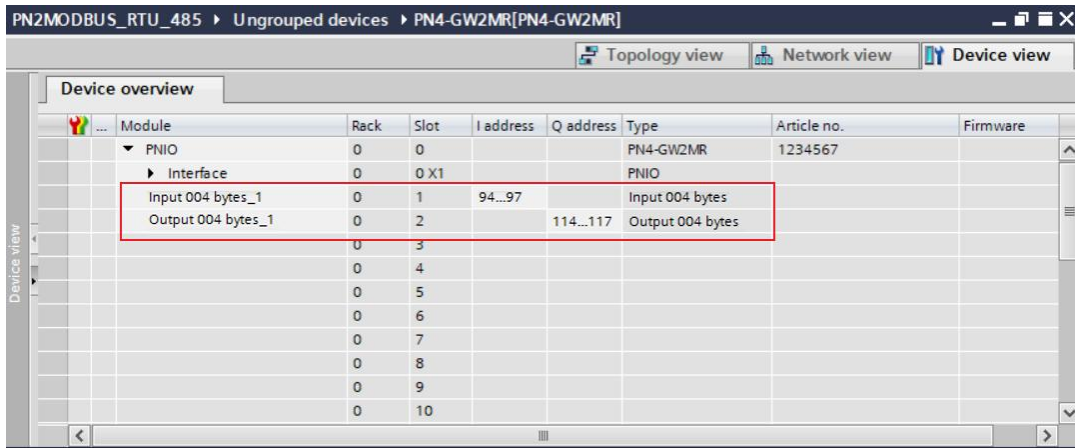 PN2MODBUS_RTU_485 ▸ Ungrouped devices ▸ PN4-GW2MR[PN4-GW2MR]
Topology view Network view Device view
Device overview
... Module Rack Slot I address Q address Type Article no. Firmware
PNIO 0 0 PN4-GW2MR 1234567
Interface 0 0 X1 PNIO
Input 004 bytes_1 0 1 94...97 Input 004 bytes
Output 004 bytes_1 0 2 114...117 Output 004 bytes
0 3
0 4
0 5
0 6
0 7
0 8
0 9
0 10
Device view